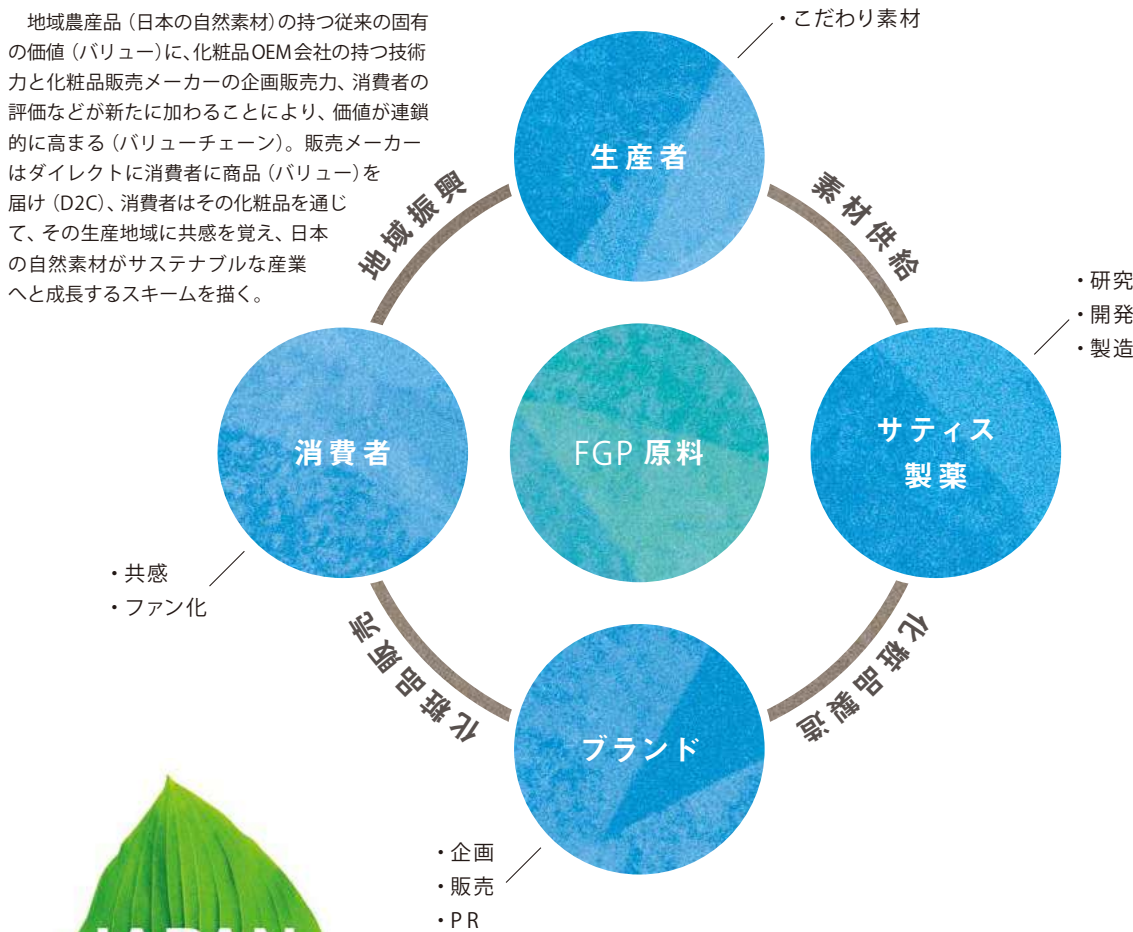 地域農産品（日本の自然素材）の持つ従来の固有
の価値（バリュー）に、化粧品OEM会社の持つ技術
力と化粧品販売メーカーの企画販売力、消費者の
評価などが新たに加わることにより、価値が連鎖
的に高まる（バリューチェーン）。販売メーカー
はダイレクトに消費者に商品（バリュー）を
届け（D2C）、消費者はその化粧品を通じ
て、その生産地域に共感を覚え、日本
の自然素材がサステナブルな産業
へと成長するスキームを描く。
・こだわり素材
生産者
地域振興
素材供給
・研究
・開発
・製造
消費者
FGP 原料
サティス
製薬
・共感
・ファン化
化粧品販売
化粧品製造
ブランド
・企画
・販売
・PR
JAPAN